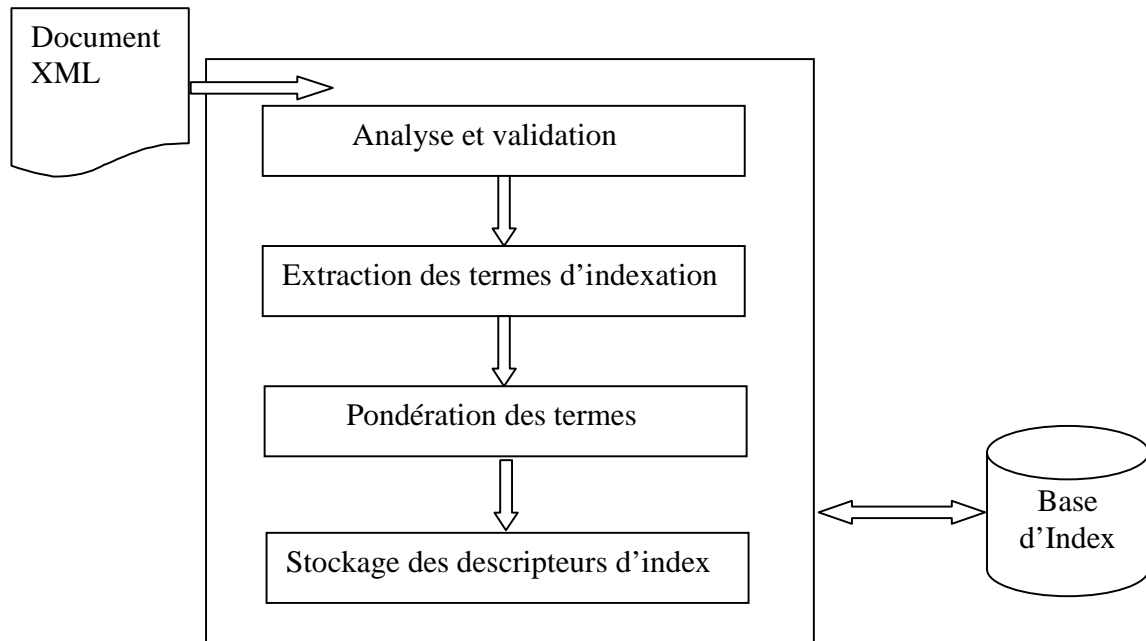 Document
XML
Analyse et validation
Extraction des termes d’indexation
Pondération des termes
Stockage des descripteurs d’index
Base
d’Index